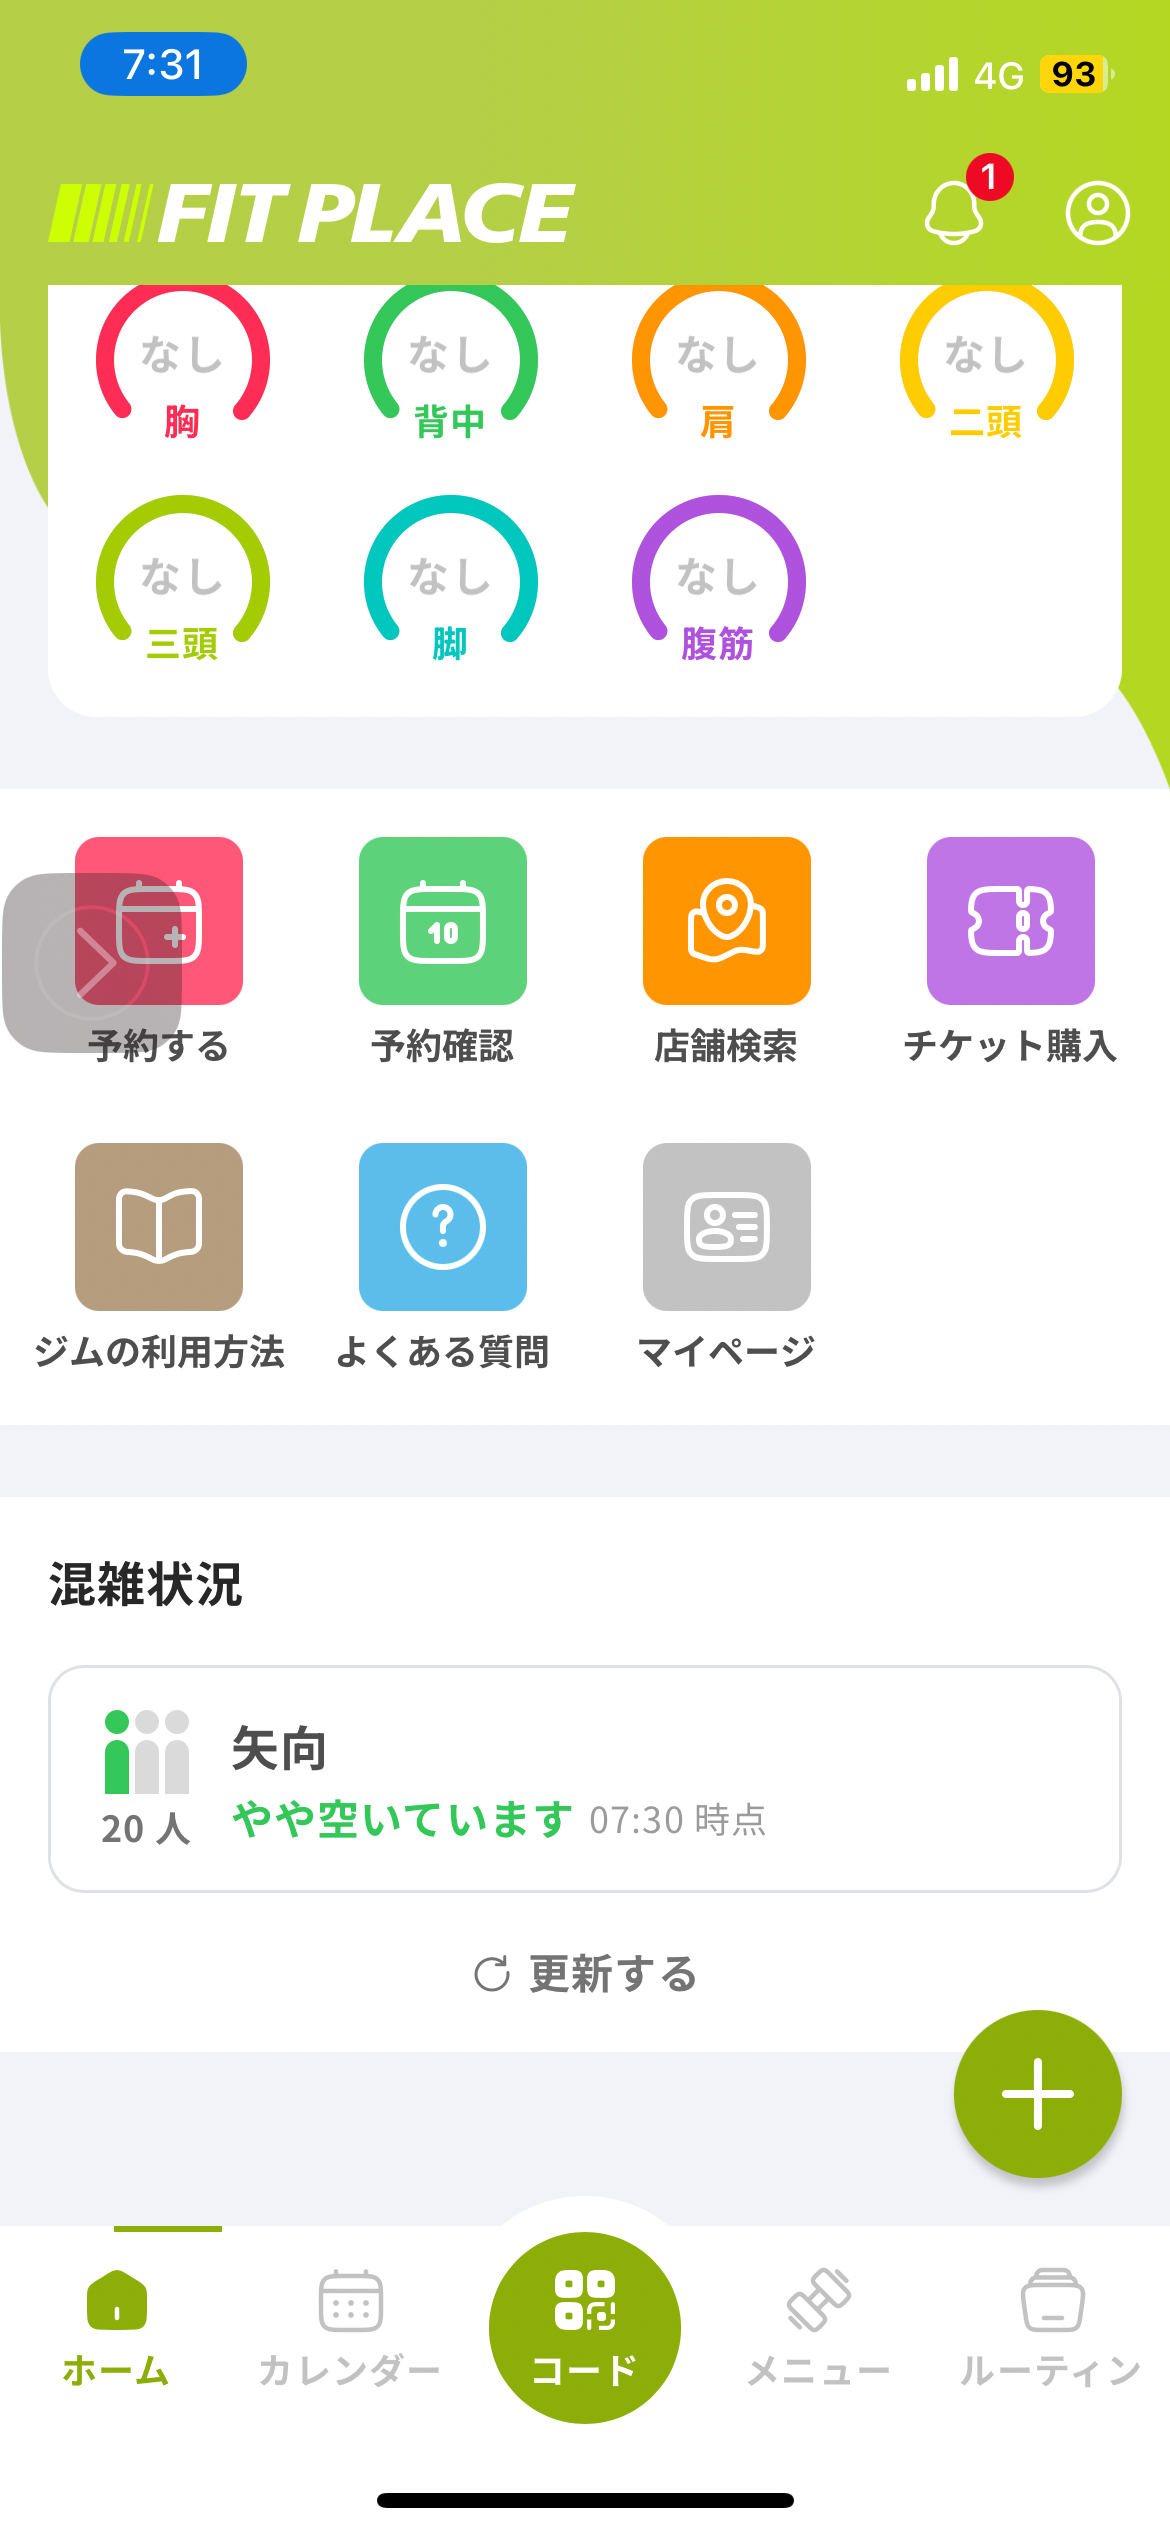 7:31
4G 93
FIT PLACE
1
なし なし なし なし
胸 背中 肩 二頭
なし なし なし
三頭 脚 腹筋
10
予約する 予約確認 店舗検索 チケット購入
?
ジムの利用方法 よくある質問 マイページ
混雑状況
矢向
20 人
やや空いています 07:30 時点
更新する
ホーム カレンダー コード メニュー ルーティン